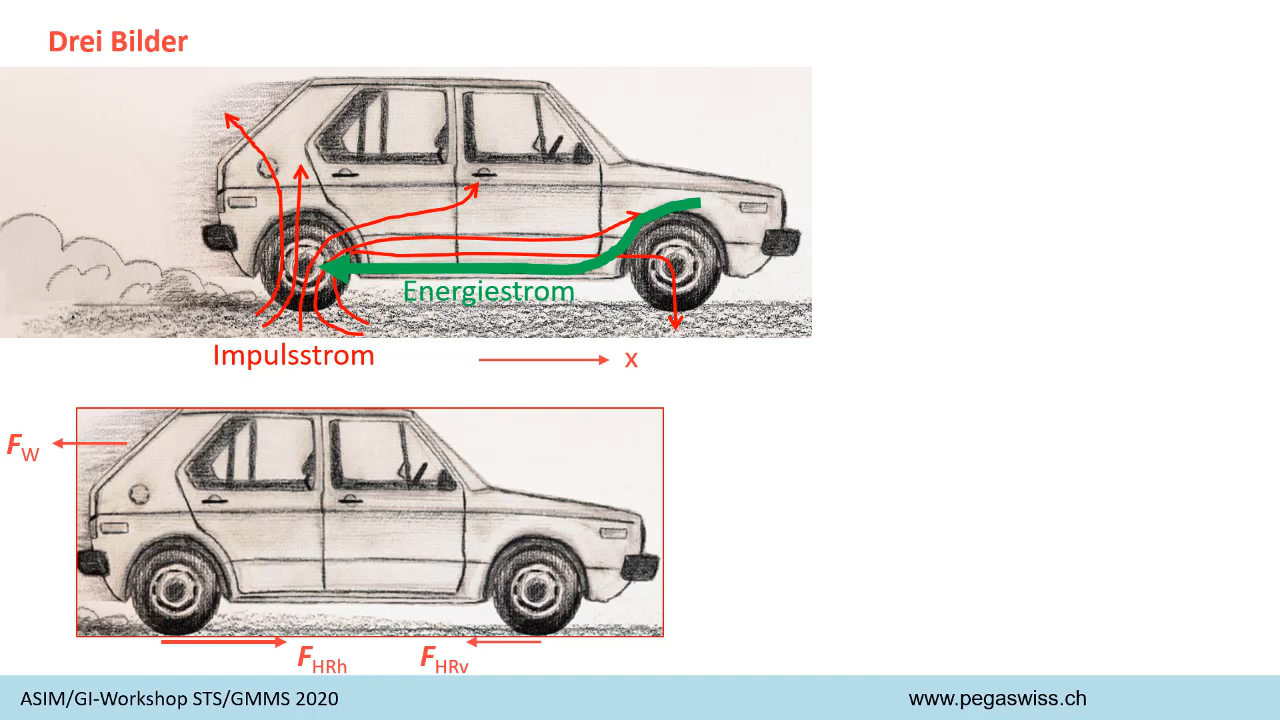 Drei Bilder
Energiestrom
Impulsstrom
x
FW
FHRh
FHRv
ASIM/GI-Workshop STS/GMMS 2020
www.pegaswiss.ch